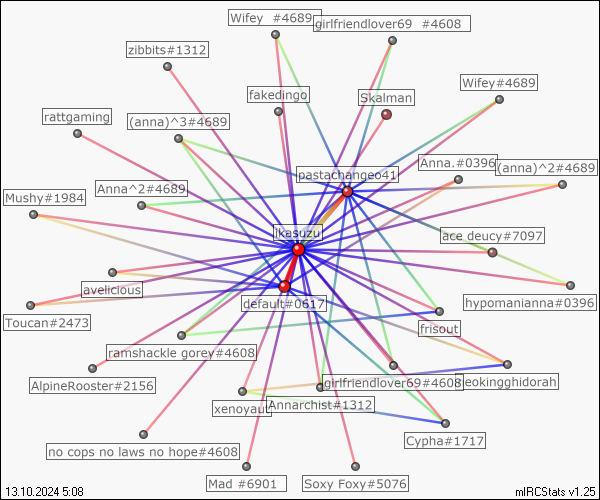 Wifey #4689
girlfriendlover69 #4608
zibbits#1312
Wifey#4689
fakedingo
Skalman
rattgaming
(anna)^3#4689
Anna.#0396
(anna)^2#4689
pastachangeo41
Mushy#1984
Anna^2#4689
ikasuzu
ace deucy#7097
avelicious
default#0617
hypomanianna#0396
Toucan#2473
frisout
ramshackle gorey#4608
AlpineRooster#2156
girlfriendlover69#4608
leokingghidorah
xenoyaut
Annarchist#1312
Cypha#1717
no cops no laws no hope#4608
Mad #6901
Soxy Foxy#5076
13.10.2024 5:08
mIRCStats v1.25